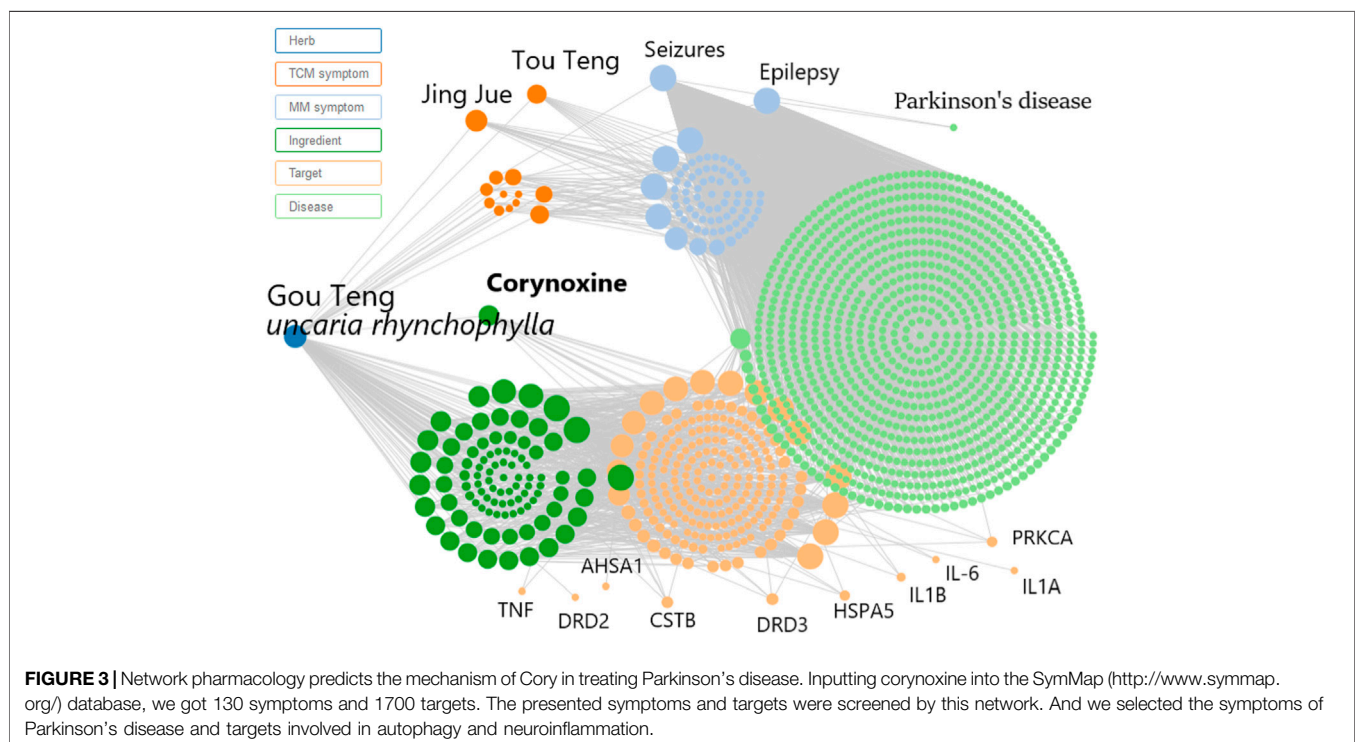 Herb
TCM symptom
MM symptom
Ingredient
Target
Disease
Seizures
Tou Teng
Epilepsy
Jing Jue
Parkinson's disease
Corynoxine
Gou Teng
uncaria rhynchophylla
PRKCA
AHSA1
IL-6
IL1A
TNF
IL1B
DRD2
CSTB
DRD3
HSPA5
FIGURE 3 | Network pharmacology predicts the mechanism of Cory in treating Parkinson's disease. Inputting corynoxine into the SymMap (http://www.symmap.
org/) database, we got 130 symptoms and 1700 targets. The presented symptoms and targets were screened by this network. And we selected the symptoms of
Parkinson's disease and targets involved in autophagy and neuroinflammation.